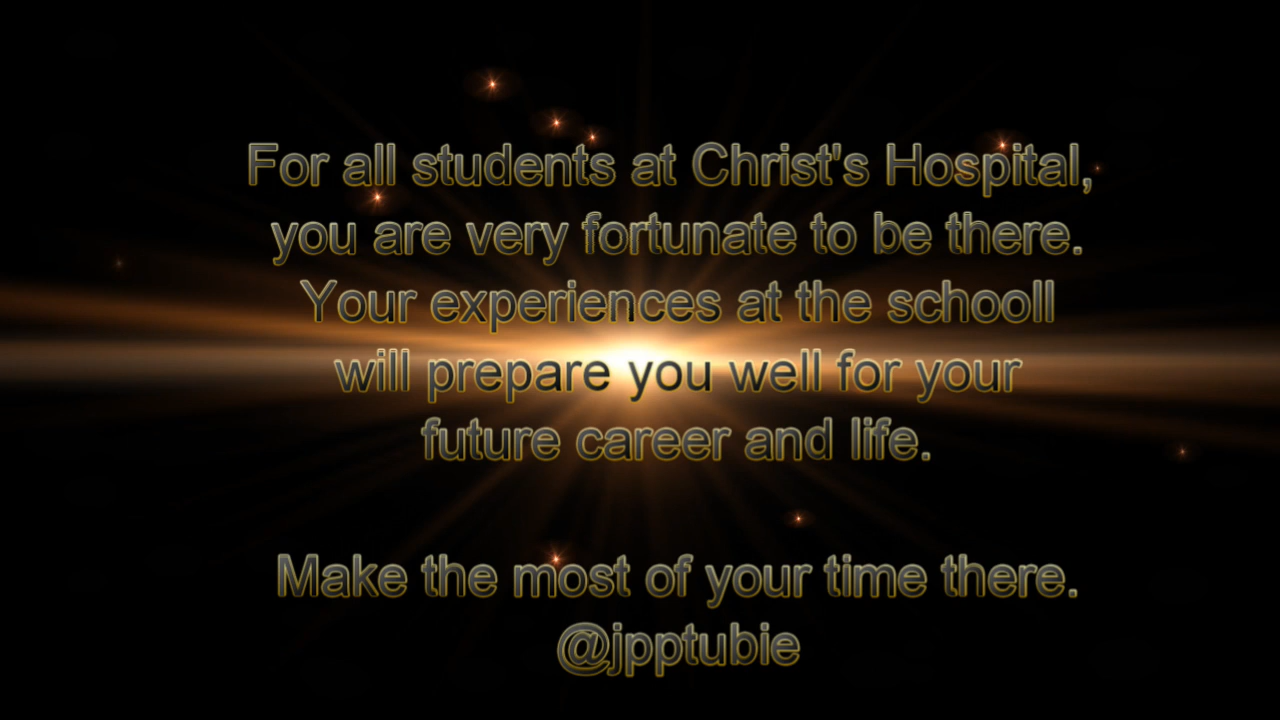 For all students at Christ's Hospital,
you are very fortunate to be there.
Your experiences at the schooll
will prepare you well for your
future career and life.
Make the most of your time there.
@jpptubie